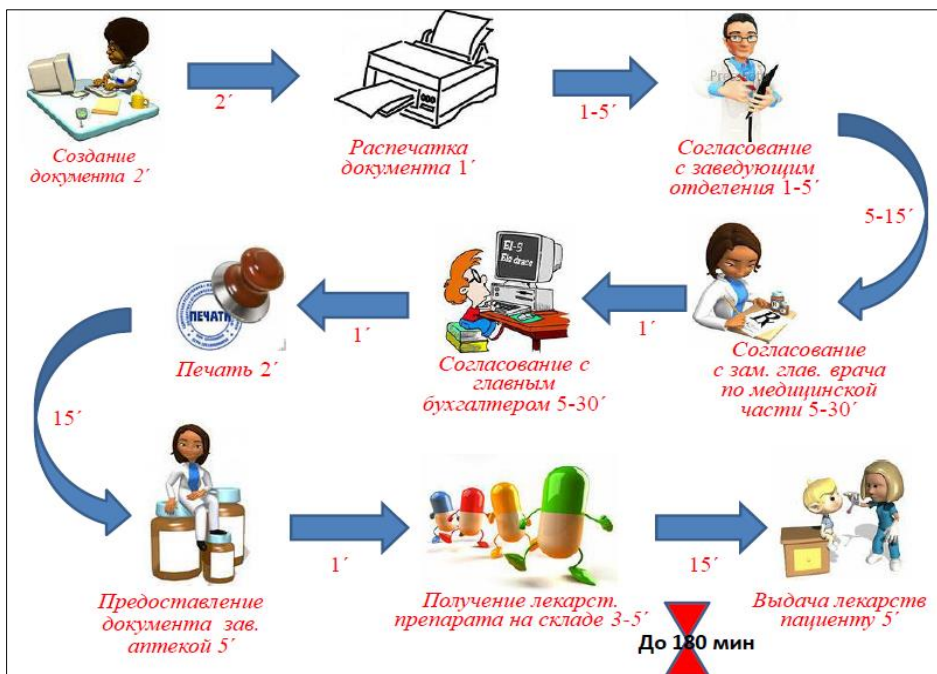 2´
1-5´
Создание
документа 2´
Распечатка
документа 1´
Согласование
с заведующим
отделения 1-5´
5-15´
ПЕЧАТЬ
1´
1´
Печать 2´
Согласование с
главным
бухгалтером 5-30´
Согласование
с зам. глав. врача
по медицинской
части 5-30´
15´
1´
15´
Предоставление
документа зав.
аптекой 5´
Получение лекарст.
препарата на складе 3-5´
Выдача лекарств
пациенту 5´
До 180 мин